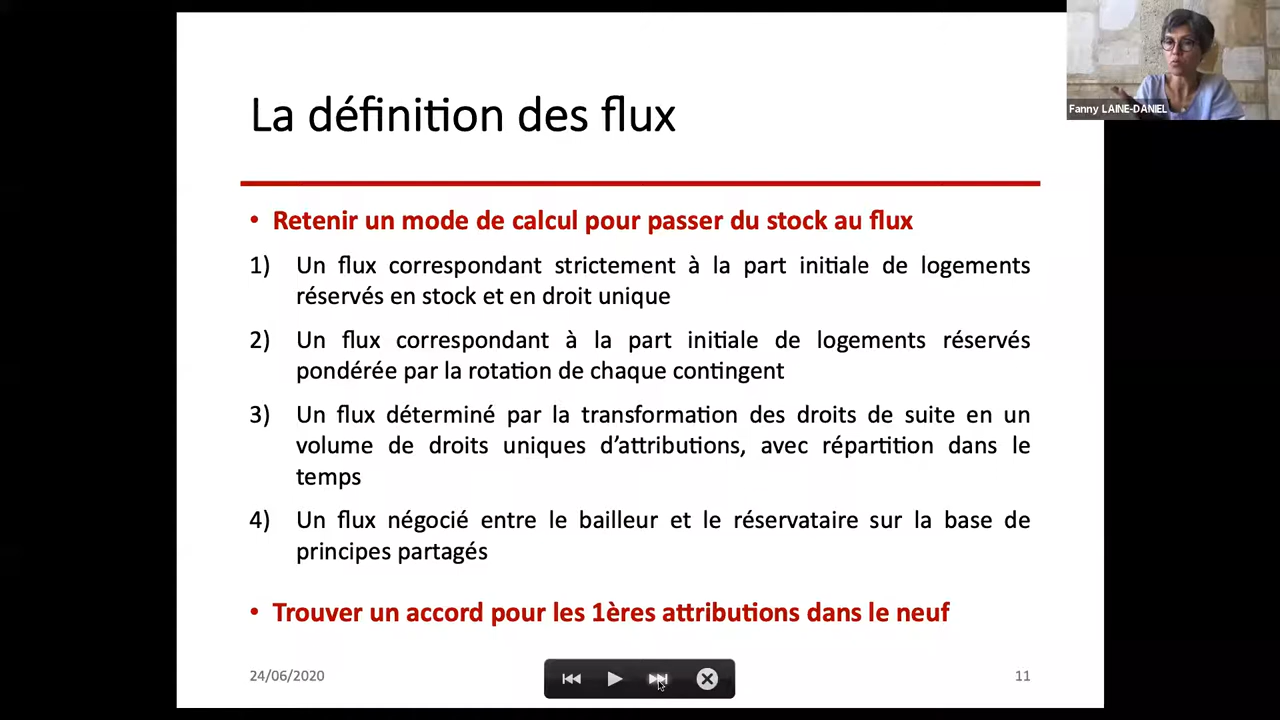 La définition des flux
Fanny LAINE-DANIEL
• Retenir un mode de calcul pour passer du stock au flux
1) Un flux correspondant strictement à la part initiale de logements
réservés en stock et en droit unique
2) Un flux correspondant à la part initiale de logements réservés
pondérée par la rotation de chaque contingent
3) Un flux déterminé par la transformation des droits de suite en un
volume de droits uniques d’attributions, avec répartition dans le
temps
4) Un flux négocié entre le bailleur et le réservataire sur la base de
principes partagés
• Trouver un accord pour les 1ères attributions dans le neuf
24/06/2020
11